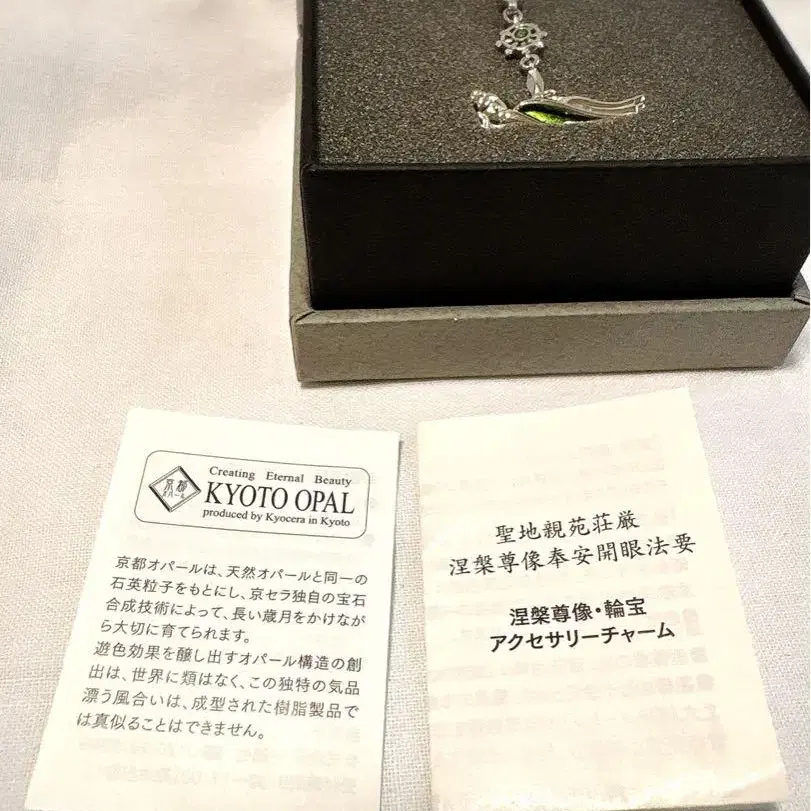 京都
オパール
Creating Eternal Beauty
KYOTO OPAL
produced by Kyocera in Kyoto
京都オパールは、天然オパールと同一の
石英粒子をもとにし、京セラ独自の宝石
合成技術によって、長い歳月をかけなが
ら大切に育てられます。
遊色効果を醸し出すオパール構造の創
出は、世界に類はなく、この独特の気品
漂う風合いは、成型された樹脂製品で
は真似ることはできません。
聖地親苑荘厳
涅槃尊像奉安開眼法要
涅槃尊像・輪宝
アクセサリーチャーム